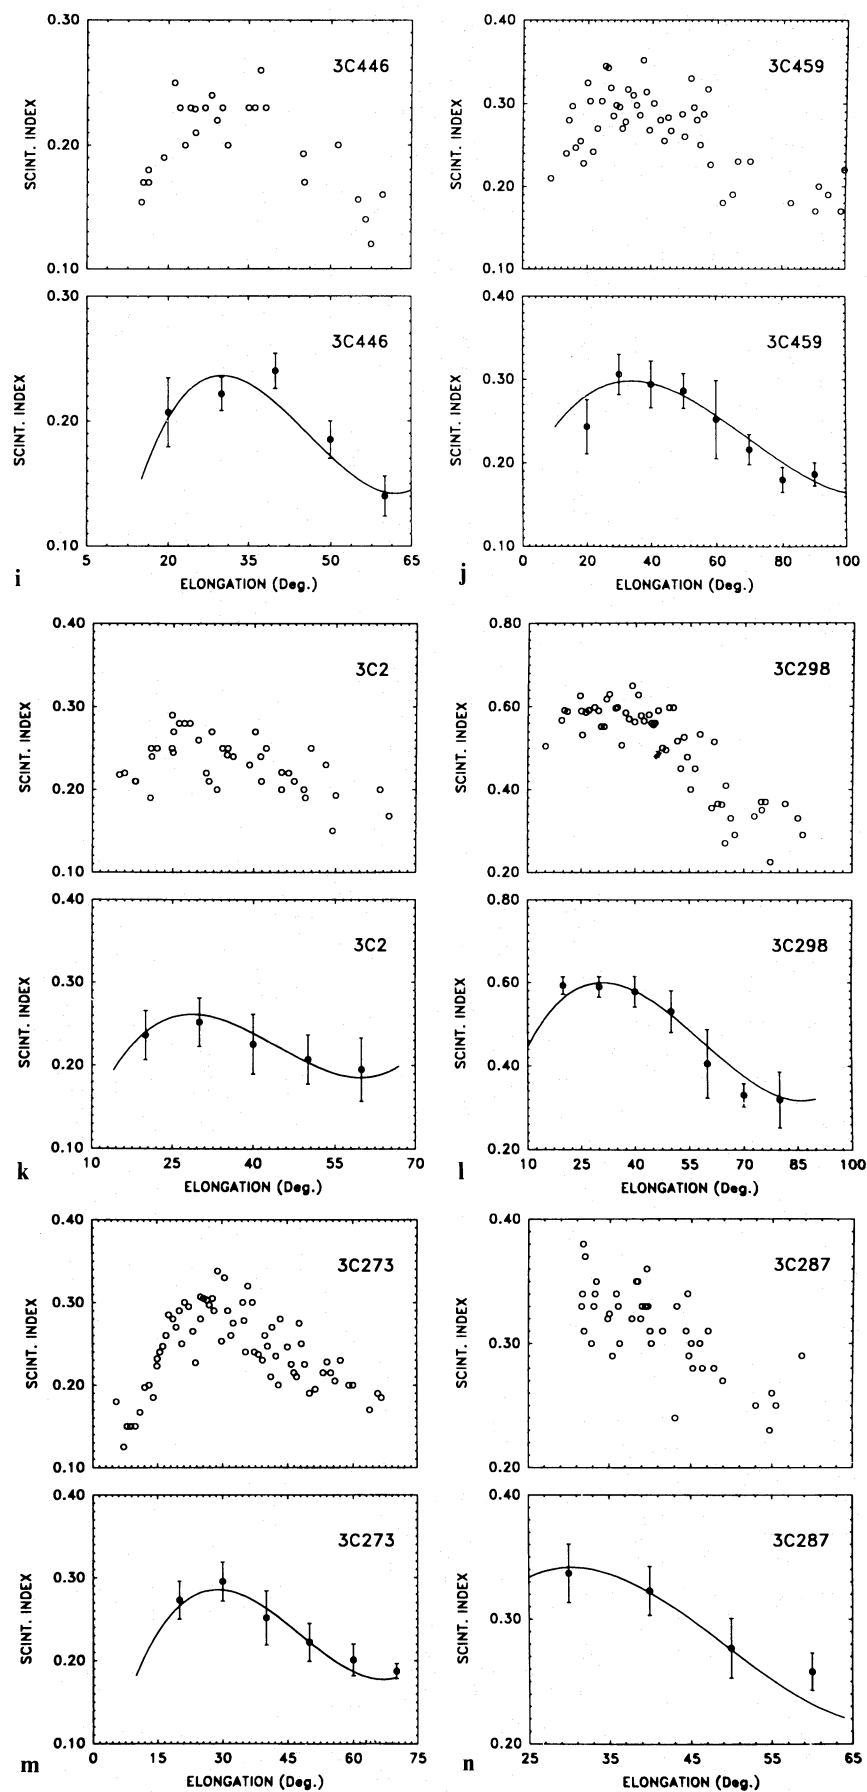 0.30
3C446
SCINT. INDEX
0.20
0.10
0.40
3C459
SCINT. INDEX
0.30
0.20
0.10
0.30
3C446
SCINT. INDEX
0.20
0.10
5 20 35 50 65
i ELONGATION (Deg.)
0.40
3C459
SCINT. INDEX
0.30
0.20
0.10
0 20 40 60 80 100
j ELONGATION (Deg.)
0.40
3C2
SCINT. INDEX
0.30
0.20
0.10
0.80
3C298
SCINT. INDEX
0.60
0.40
0.20
0.40
3C2
SCINT. INDEX
0.30
0.20
0.10
10 25 40 55 70
k ELONGATION (Deg.)
0.80
3C298
SCINT. INDEX
0.60
0.40
0.20
10 25 40 55 70 85 100
l ELONGATION (Deg.)
0.40
3C273
SCINT. INDEX
0.30
0.20
0.10
0.40
3C287
SCINT. INDEX
0.30
0.20
0.40
3C273
SCINT. INDEX
0.30
0.20
0.10
0 15 30 45 60 75
m ELONGATION (Deg.)
0.40
3C287
SCINT. INDEX
0.30
0.20
25 35 45 55 65
n ELONGATION (Deg.)